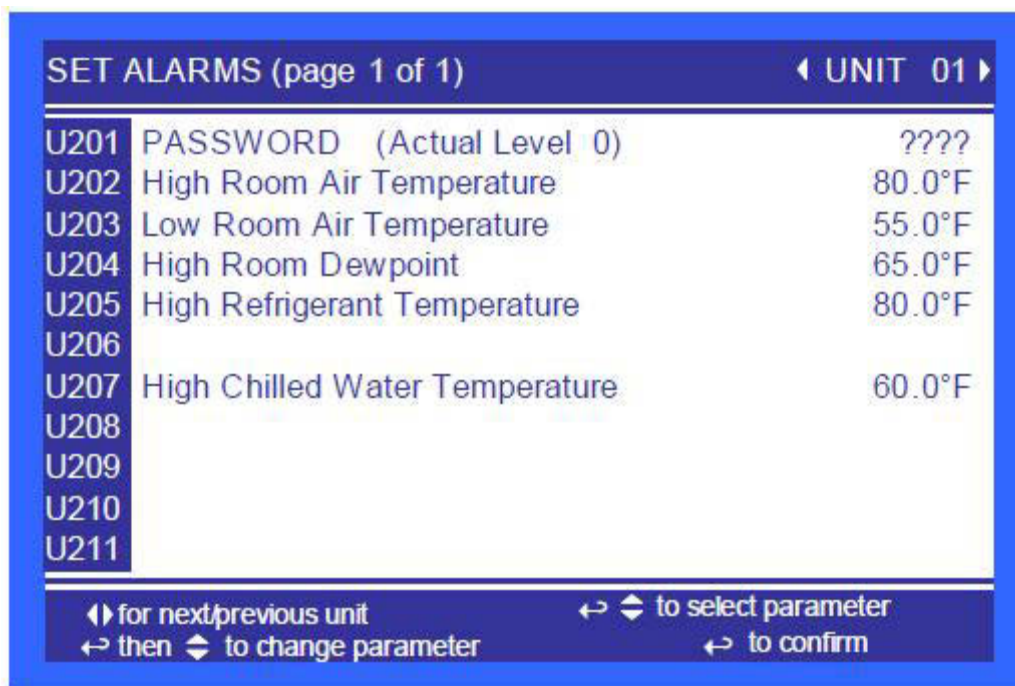 SET ALARMS (page 1 of 1) UNIT 01
U201 PASSWORD (Actual Level 0) ????
U202 High Room Air Temperature 80.0°F
U203 Low Room Air Temperature 55.0°F
U204 High Room Dewpoint 65.0°F
U205 High Refrigerant Temperature 80.0°F
U206
U207 High Chilled Water Temperature 60.0°F
U208
U209
U210
U211
for next/previous unit to select parameter
then to change parameter to confirm